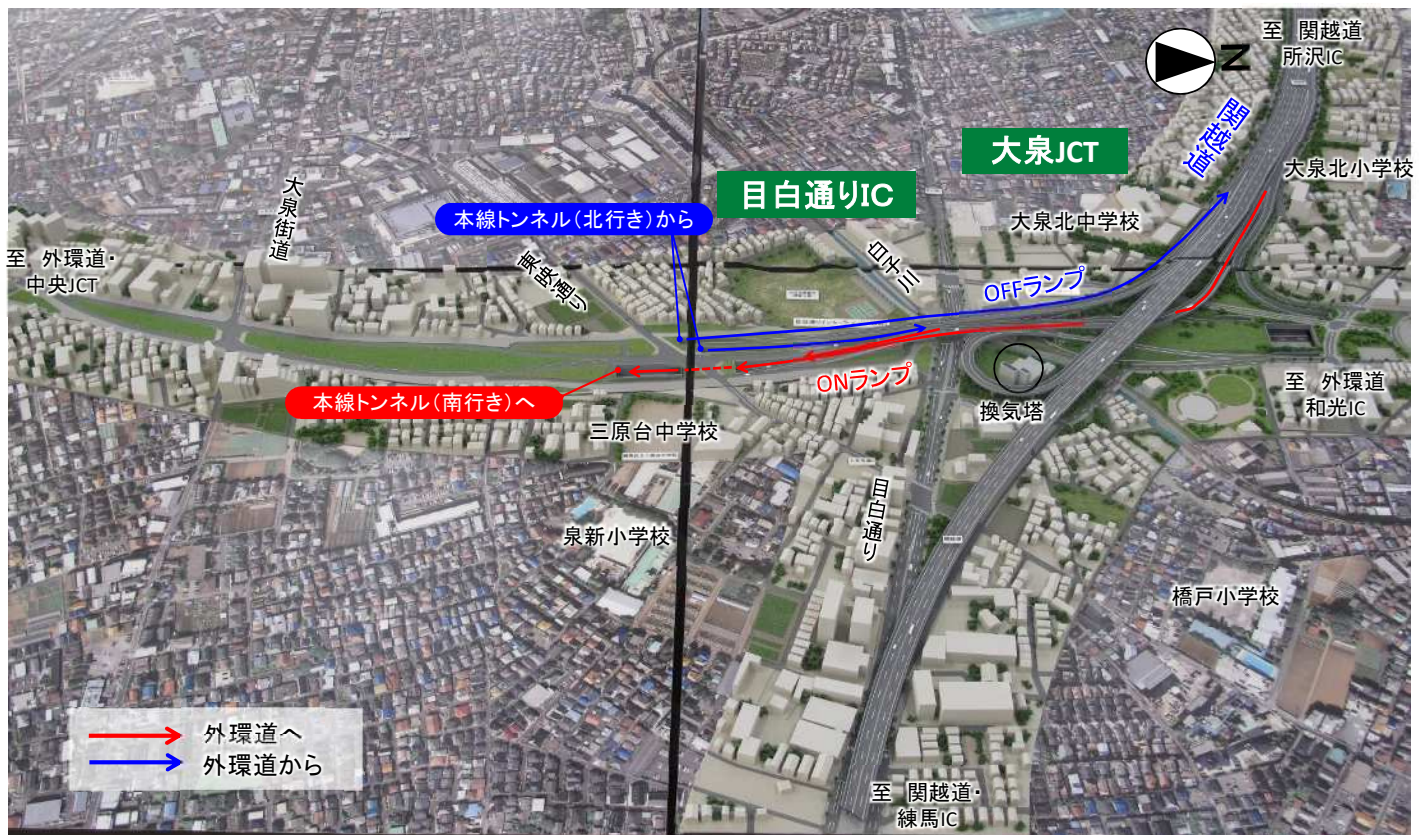 至 関越道
所沢IC
N
関越道
大泉JCT
大泉北小学校
目白通りIC
大泉北中学校
大泉街道
本線トンネル(北行き)から
至 外環道・
中央JCT
東映通り
白子川
OFFランプ
ONランプ
本線トンネル(南行き)へ
換気塔
至 外環道
和光IC
三原台中学校
目白通り
泉新小学校
橋戸小学校
外環道へ
外環道から
至 関越道・
練馬IC